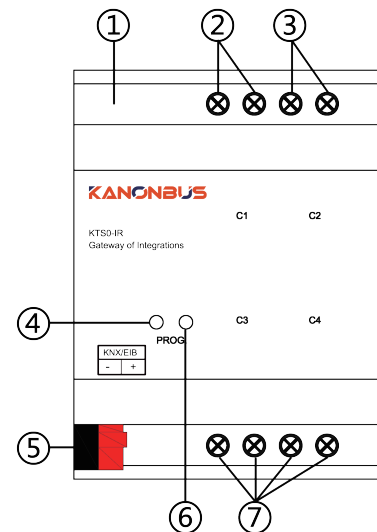 1 2 3
KANONBUS
C1 C2
KTS0-IR
Gateway of Integrations
4 C3 C4
PROG
KNX/EIB
- +
5
6 7